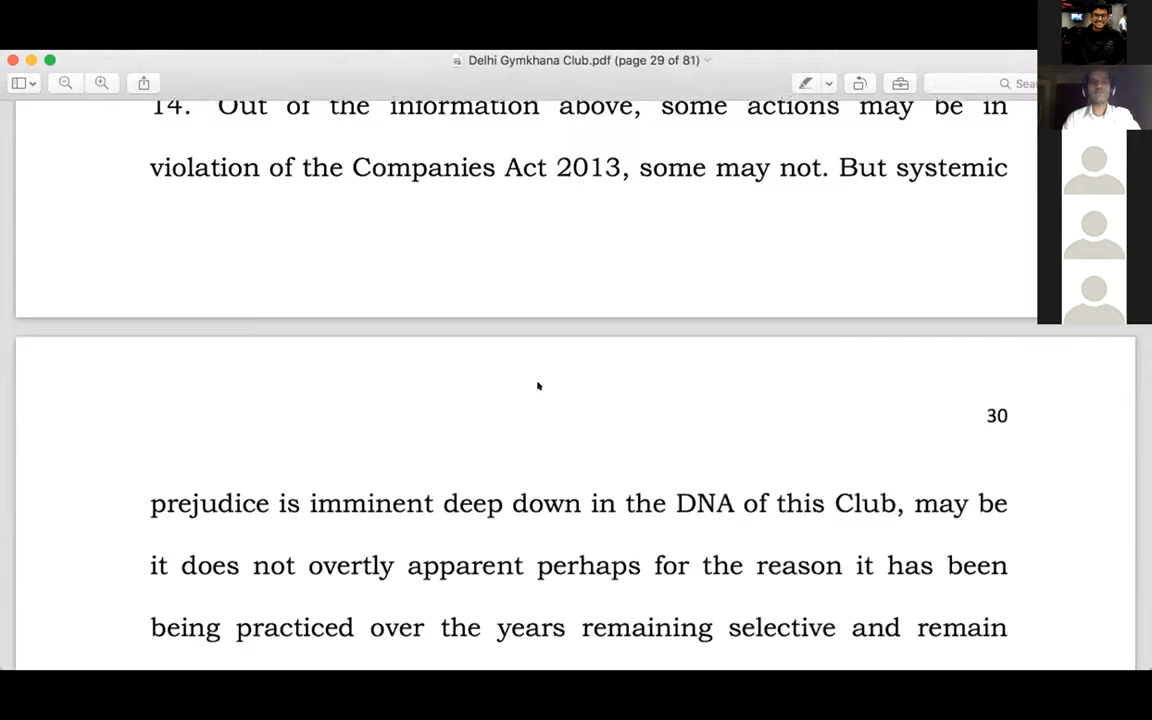 Delhi Gymkhana Club.pdf (page 29 of 81)
14. Out of the information above, some actions may be in
violation of the Companies Act 2013, some may not. But systemic
30
prejudice is imminent deep down in the DNA of this Club, may be
it does not overtly apparent perhaps for the reason it has been
being practiced over the years remaining selective and remain